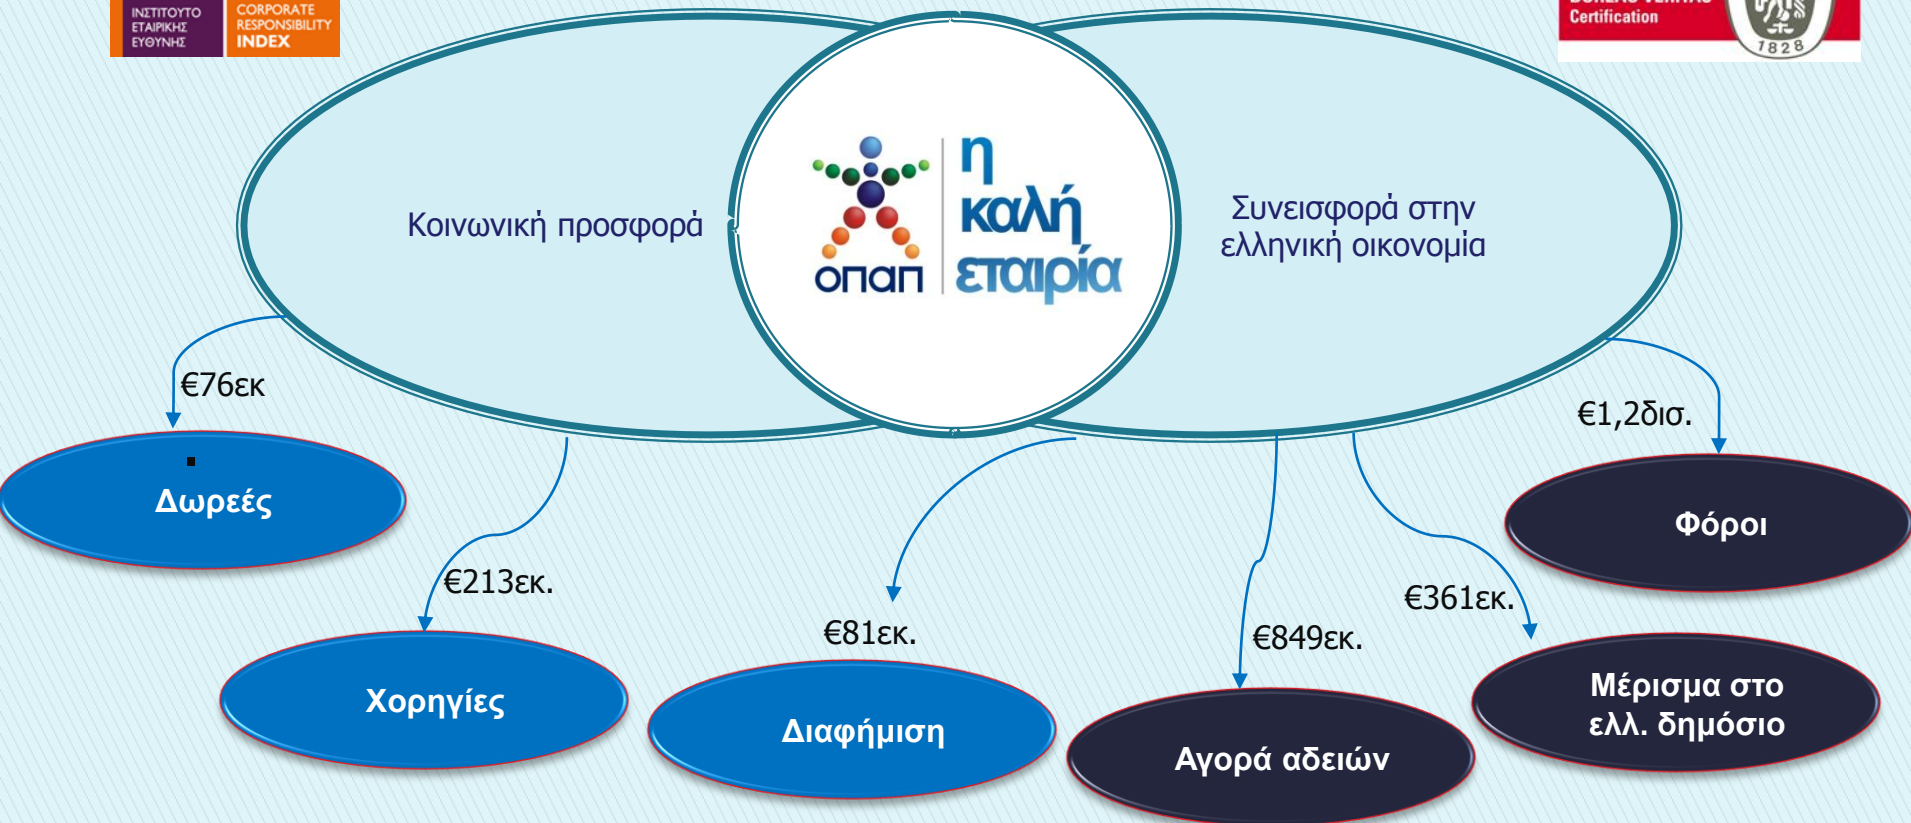 ΙΝΣΤΙΤΟΥΤΟ
ΕΤΑΙΡΙΚΗΣ
ΕΥΘΥΝΗΣ
CORPORATE
RESPONSIBILITY
INDEX
Certification
1828
Κοινωνική προσφορά
οπαπ
η
καλή
εταιρία
Συνεισφορά στην
ελληνική οικονομία
€76εκ
€1,2δισ.
Δωρεές
Φόροι
€213εκ.
€361εκ.
€81εκ.
€849εκ.
Χορηγίες
Διαφήμιση
Αγορά αδειών
Μέρισμα στο
ελλ. δημόσιο